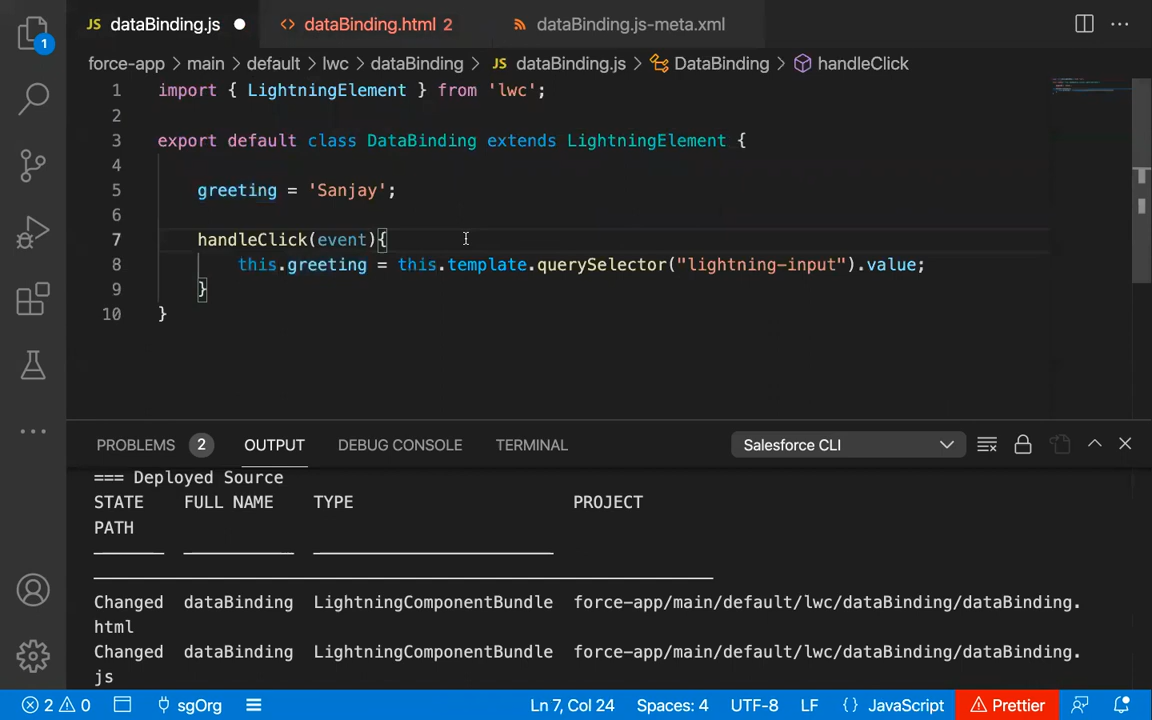 JS dataBinding.js
<> dataBinding.html 2
dataBinding.js-meta.xml
1
force-app > main > default > lwc > dataBinding > JS dataBinding.js > DataBinding > handleClick
1 import { LightningElement } from 'lwc';
2
3 export default class DataBinding extends LightningElement {
4
5 greeting = 'Sanjay';
6
7 handleClick(event){
8 this.greeting = this.template.querySelector("lightning-input").value;
9 }
10 }
PROBLEMS 2 OUTPUT DEBUG CONSOLE TERMINAL Salesforce CLI
=== Deployed Source
STATE FULL NAME TYPE PROJECT
PATH
Changed dataBinding LightningComponentBundle force-app/main/default/lwc/dataBinding/dataBinding.
html
Changed dataBinding LightningComponentBundle force-app/main/default/lwc/dataBinding/dataBinding.
js
2 0 sgOrg Ln 7, Col 24 Spaces: 4 UTF-8 LF {} JavaScript Prettier